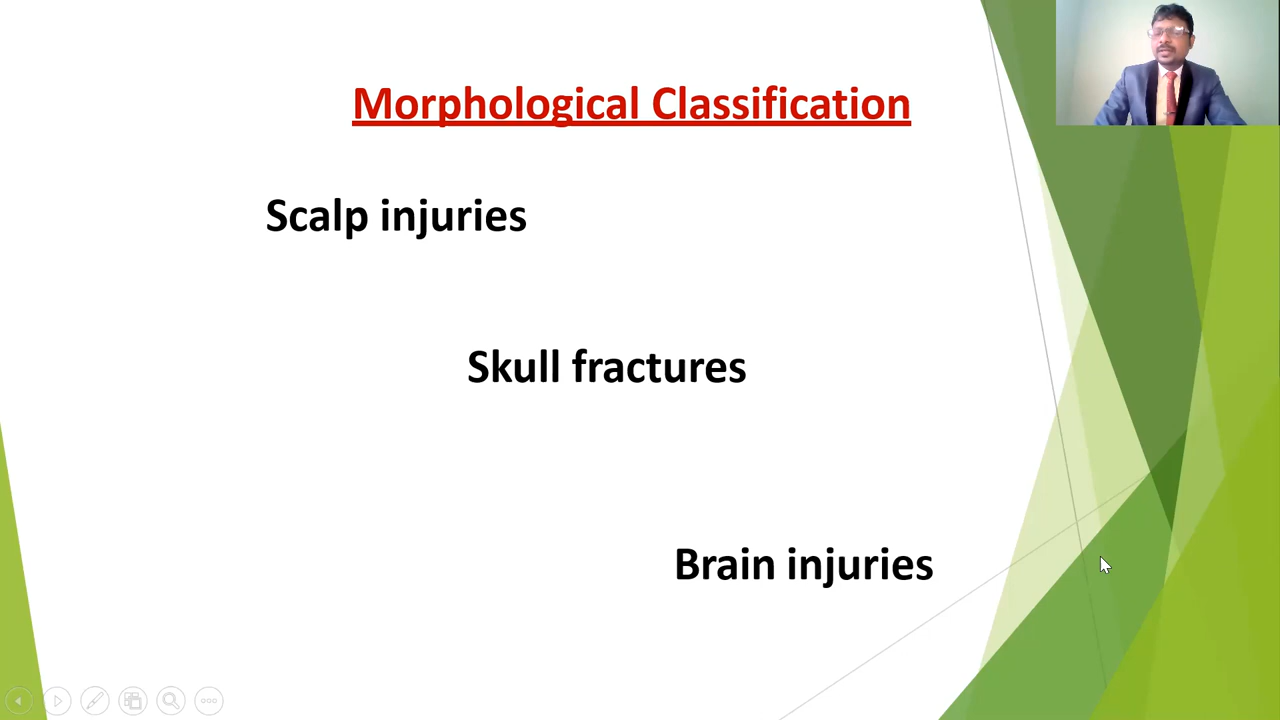 Morphological Classification
Scalp injuries
Skull fractures
Brain injuries